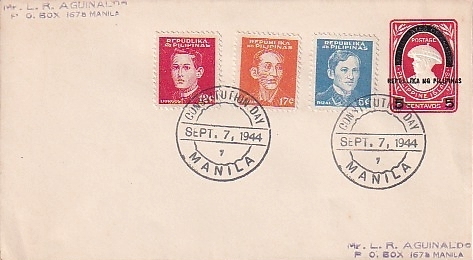 Mr. L. R. AGUINALDO
P O. BOX 1678 MANILA
REPUBLIKA NG PILIPINAS
BURGOS
REPUBLIKA NG PILIPINAS
17c
REPUBLIKA NG PILIPINAS
RIZAL
POSTAGE
REPUBLIKA NG PILIPINAS
5 5
CENTAVOS
CONSTITUTION DAY
SEPT. 7, 1944
7
MANILA
CONSTITUTION DAY
SEPT. 7, 1944
7
MANILA
Mr. L. R. AGUINALDO
P O. BOX 1678 MANILA